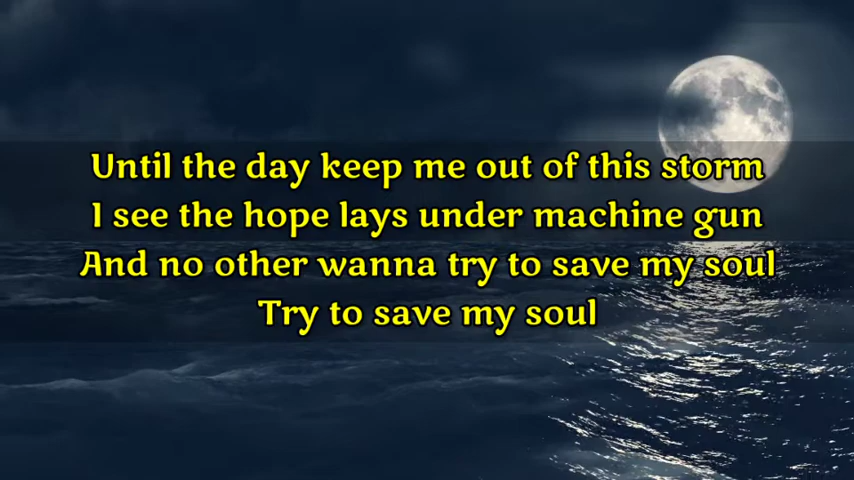 Until the day keep me out of this storm
I see the hope lays under machine gun
And no other wanna try to save my soul
Try to save my soul